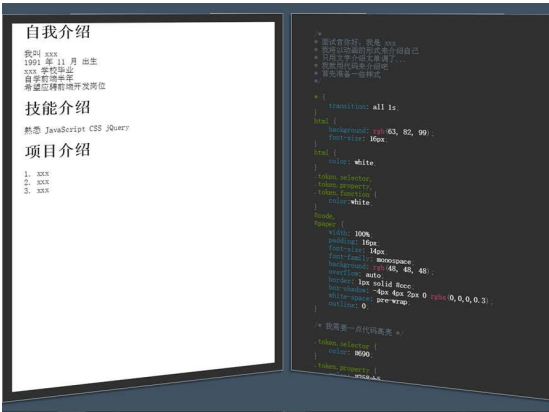 自我介绍
我叫 xxx
1991 年 11 月 出生
xxx 学校毕业
自学前端半年
希望应聘前端开发岗位
技能介绍
熟悉 JavaScript CSS jQuery
项目介绍
1. xxx
2. xxx
3. xxx
/*
* 面试官你好，我是 xxx
* 我将以动画的形式来介绍自己
* 只用文字介绍太单调了...
* 我就用代码来介绍吧
* 首先准备一些样式
*/
* {
transition: all 1s;
}
html {
background: rgb(63, 82, 99);
font-size: 16px;
}
html {
color: white;
}
.token.selector,
.token.property,
.token.function {
color:white;
}
#code,
#paper {
width: 100%
padding: 16px;
font-size: 14px;
font-family: monospace;
background: rgb(48, 48, 48);
overflow: auto;
border: 1px solid #ccc;
box-shadow: -4px 4px 2px 0 rgba(0,0,0,0.3);
white-space: pre-wrap;
outline: 0;
}
/* 我需要一点代码高亮 */
.token.selector {
color: #690;
}
.token.property {